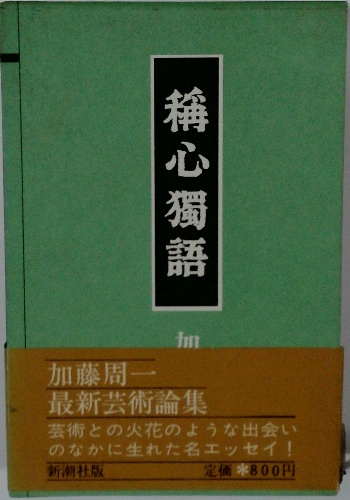 稱心獨語
加
加藤周一
最新芸術論集
芸術との火花のような出会い
のなかに生れた名エッセイ!
新潮社版 定価*800円